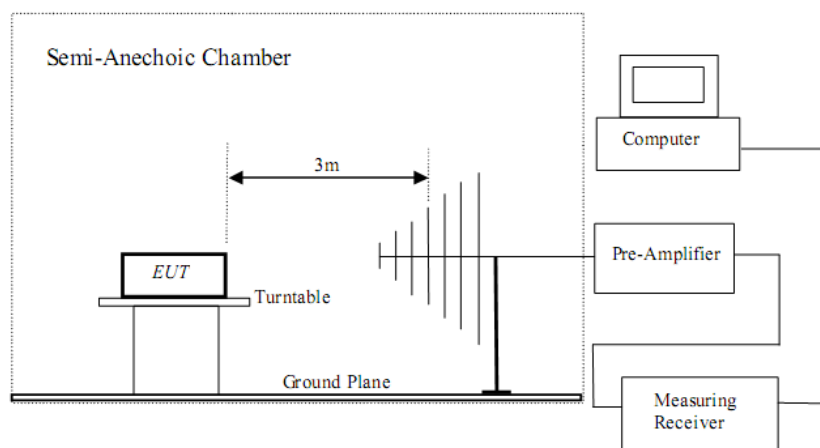 Semi-Anechoic Chamber
Computer
3m
Pre-Amplifier
EUT
Turntable
Ground Plane
Measuring
Receiver